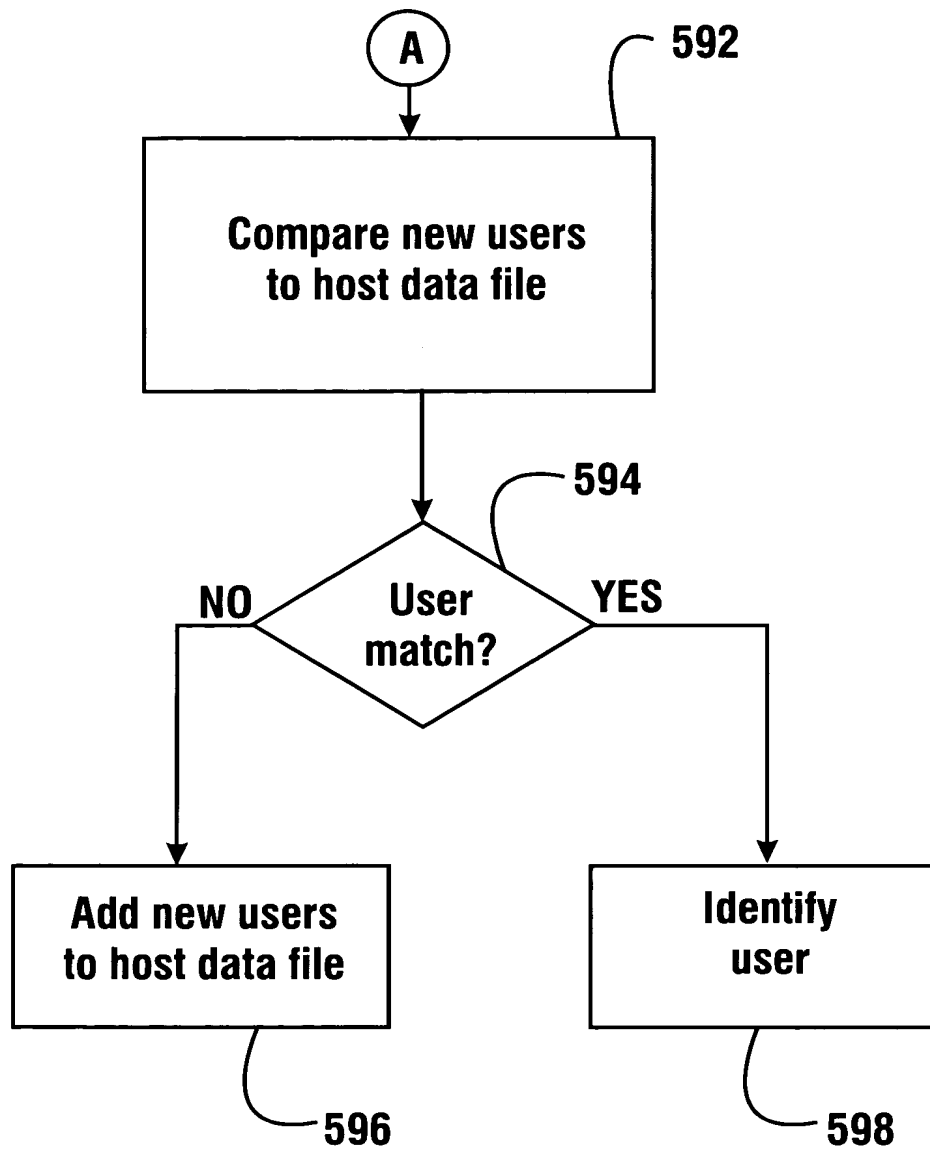 A
592
Compare new users
to host data file
594
NO
User
match?
YES
Add new users
to host data file
Identify
user
596
598